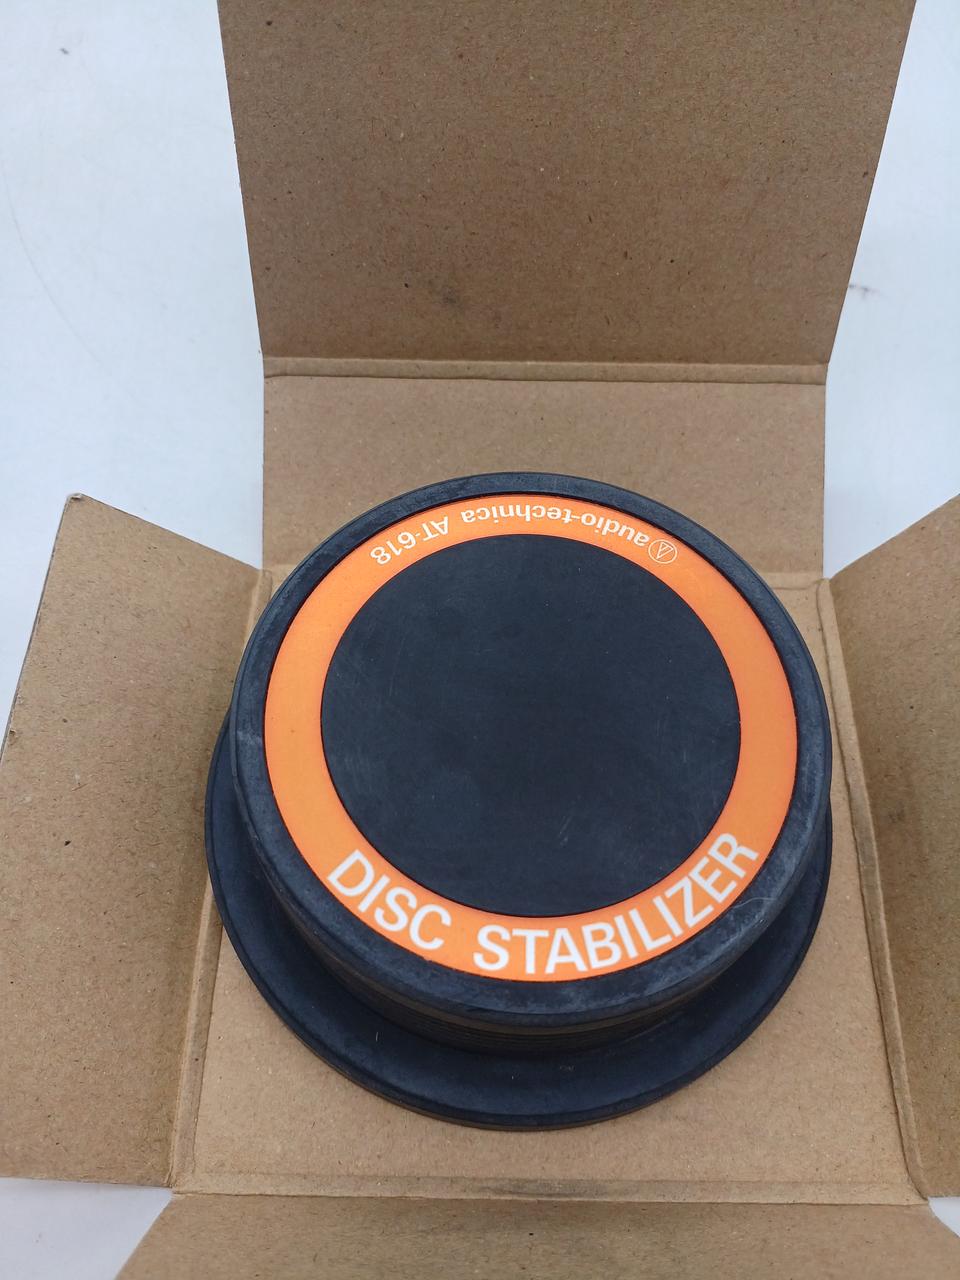 audio-technica AT-618
DISC STABILIZER